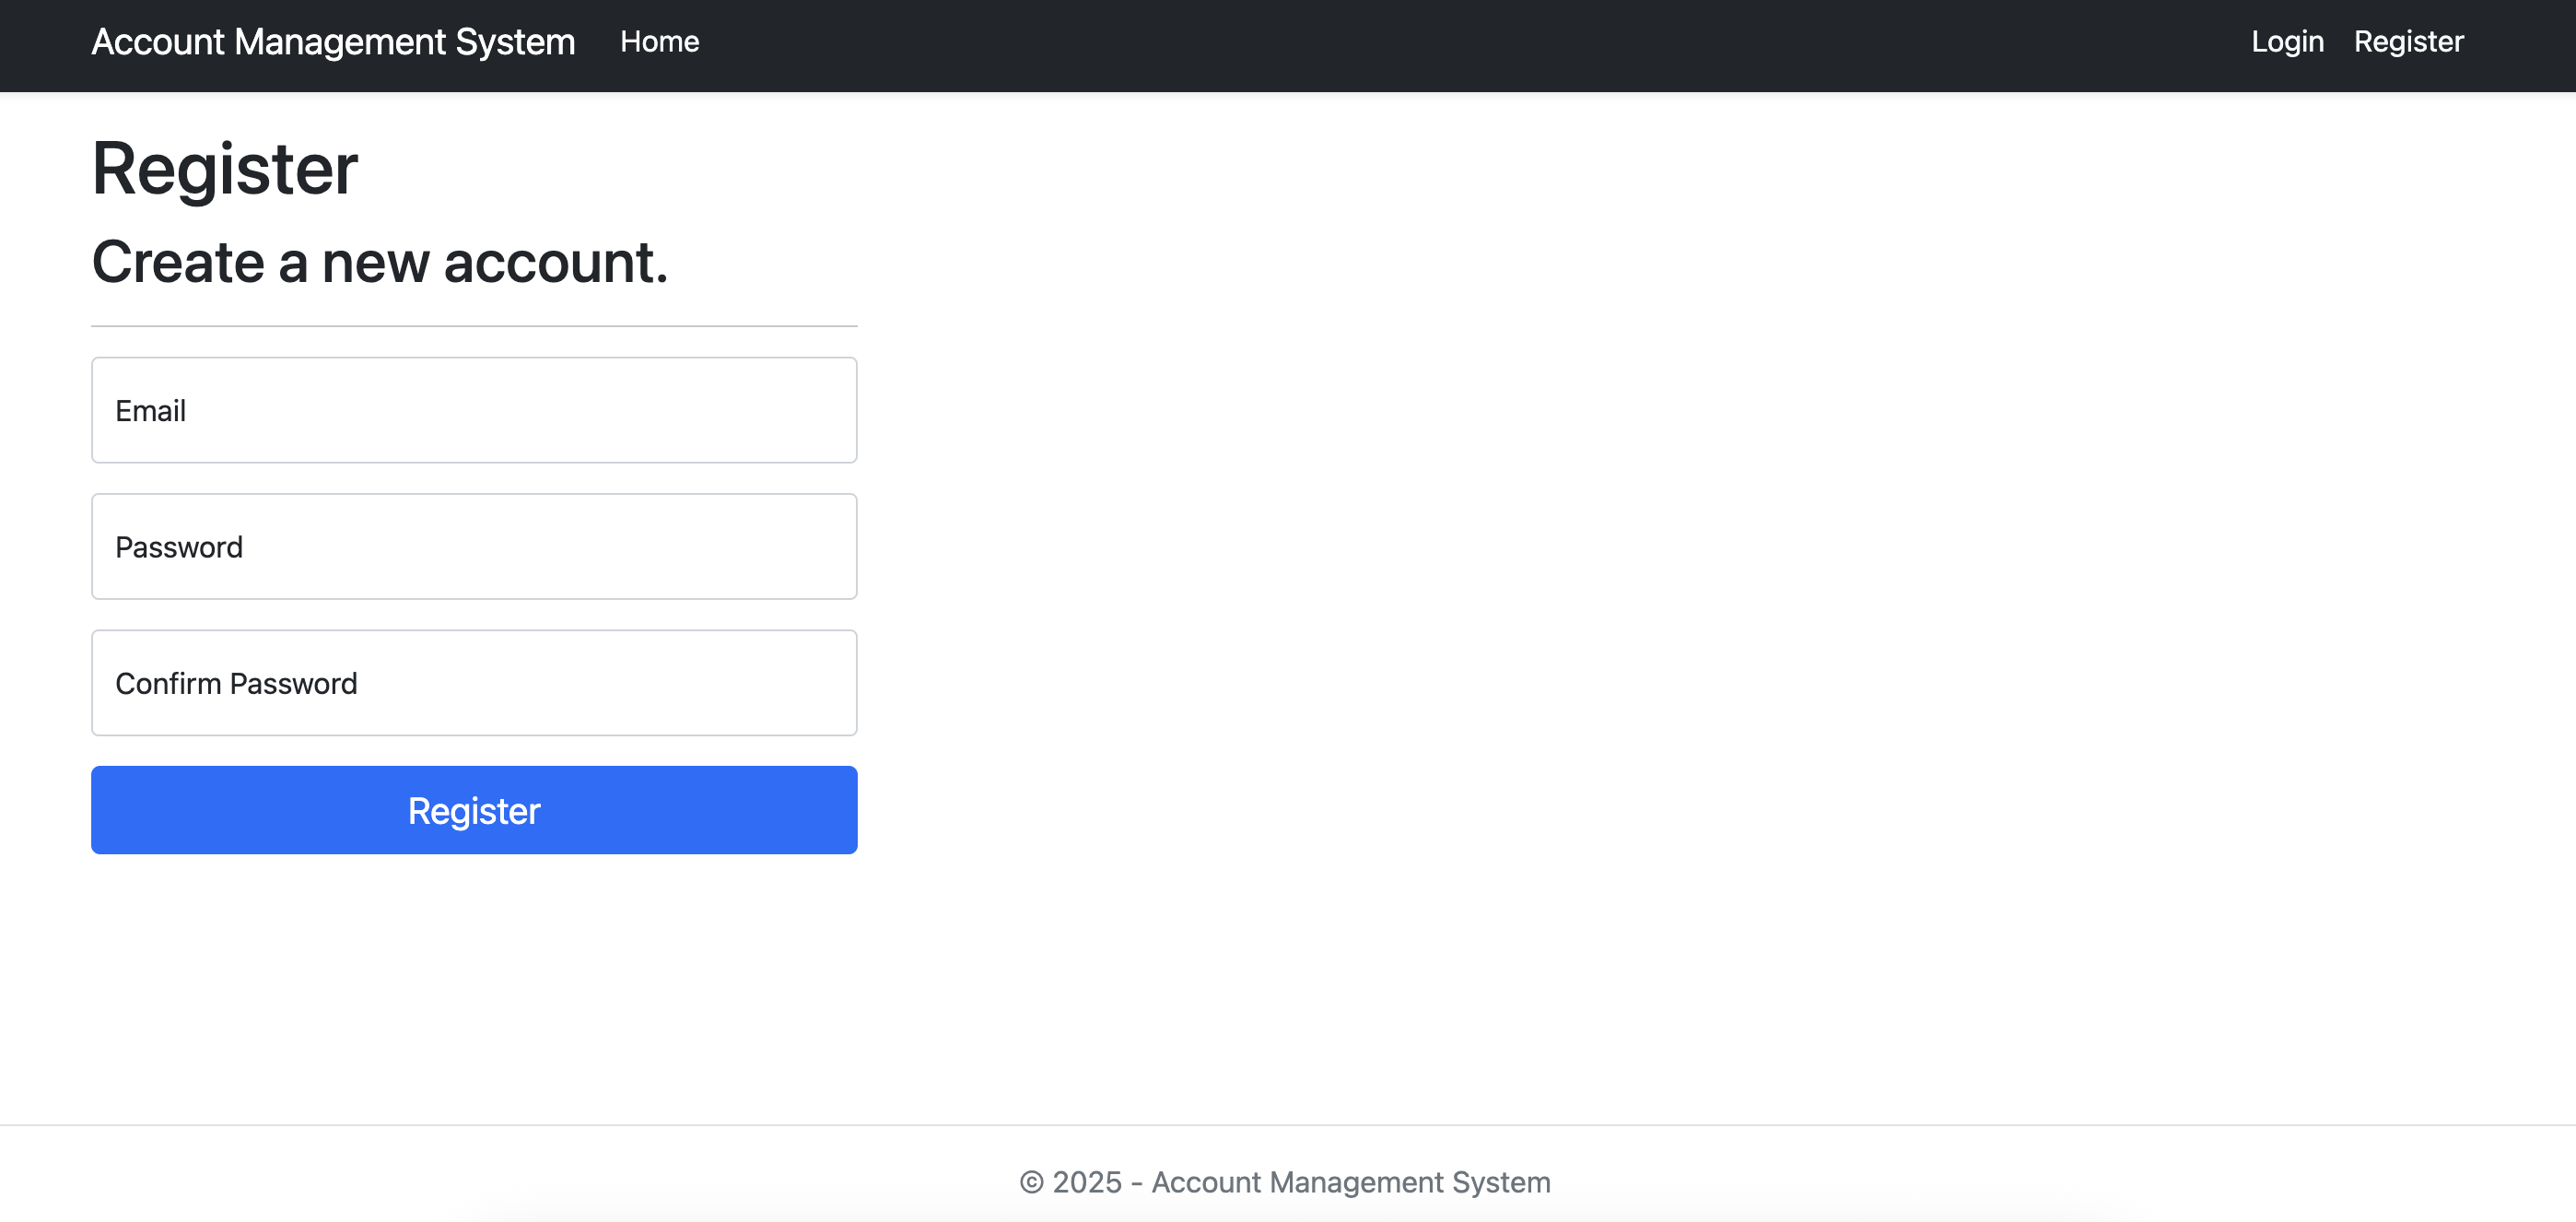 Account Management System Home Login Register
Register
Create a new account.
Email
Password
Confirm Password
Register
© 2025 - Account Management System